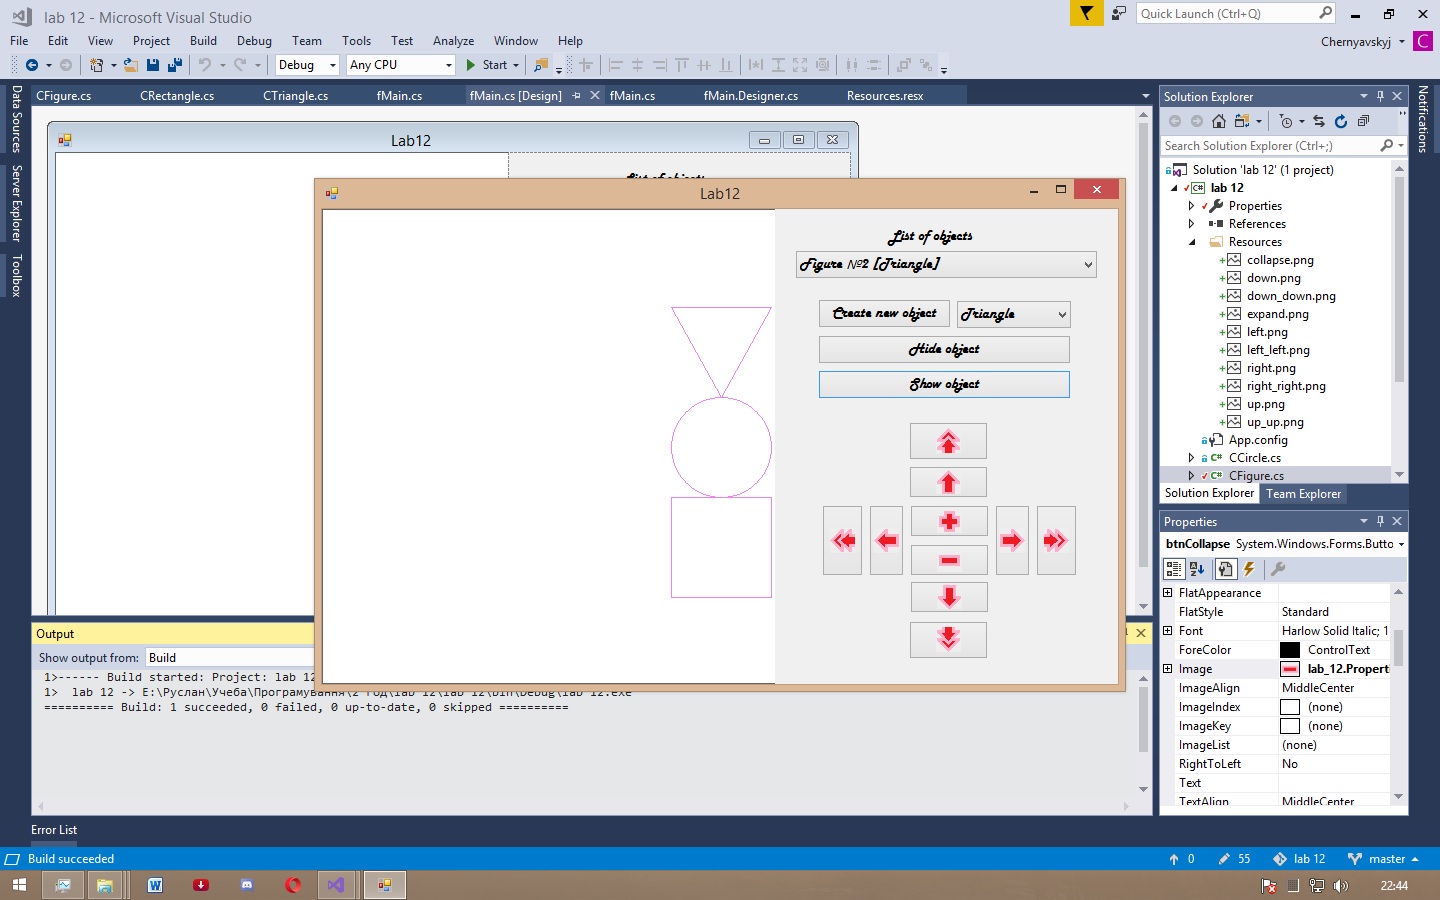 lab 12 - Microsoft Visual Studio
Quick Launch (Ctrl+Q)
File Edit View Project Build Debug Team Tools Test Analyze Window Help
Chernyavskyj C
Debug Any CPU Start
CFigure.cs CRectangle.cs CTriangle.cs fMain.cs fMain.cs [Design] fMain.cs fMain.Designer.cs Resources.resx
Data Sources
Server Explorer
Toolbox
Lab12
Lab12
List of objects
Figure №2 [Triangle]
Create new object Triangle
Hide object
Show object
Output
Show output from: Build
1>------ Build started: Project: lab 12
1> lab 12 -> E:\Руслан\Учеба\Програмування\2 год\lab 12\lab 12\bin\Debug\lab 12.exe
========== Build: 1 succeeded, 0 failed, 0 up-to-date, 0 skipped ==========
Error List
Solution Explorer
Search Solution Explorer (Ctrl+;)
Solution 'lab 12' (1 project)
C# lab 12
Properties
References
Resources
collapse.png
down.png
down_down.png
expand.png
left.png
left_left.png
right.png
right_right.png
up.png
up_up.png
App.config
C# CCircle.cs
C# CFigure.cs
Solution Explorer Team Explorer
Notifications
Properties
btnCollapse System.Windows.Forms.Butto
FlatAppearance
FlatStyle Standard
Font Harlow Solid Italic; 1
ForeColor ControlText
Image lab_12.Properti
ImageAlign MiddleCenter
ImageIndex (none)
ImageKey (none)
ImageList (none)
RightToLeft No
Text
TextAlign MiddleCenter
Build succeeded
0 55 lab 12 master
22:44